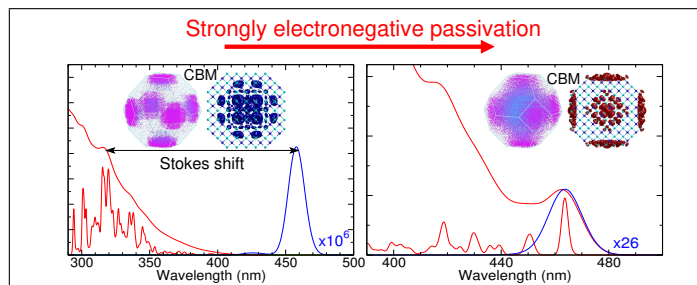 Strongly electronegative passivation
CBM
Stokes shift
x10⁶
300 350 400 450 500
Wavelength (nm)
CBM
x26
400 440 480
Wavelength (nm)